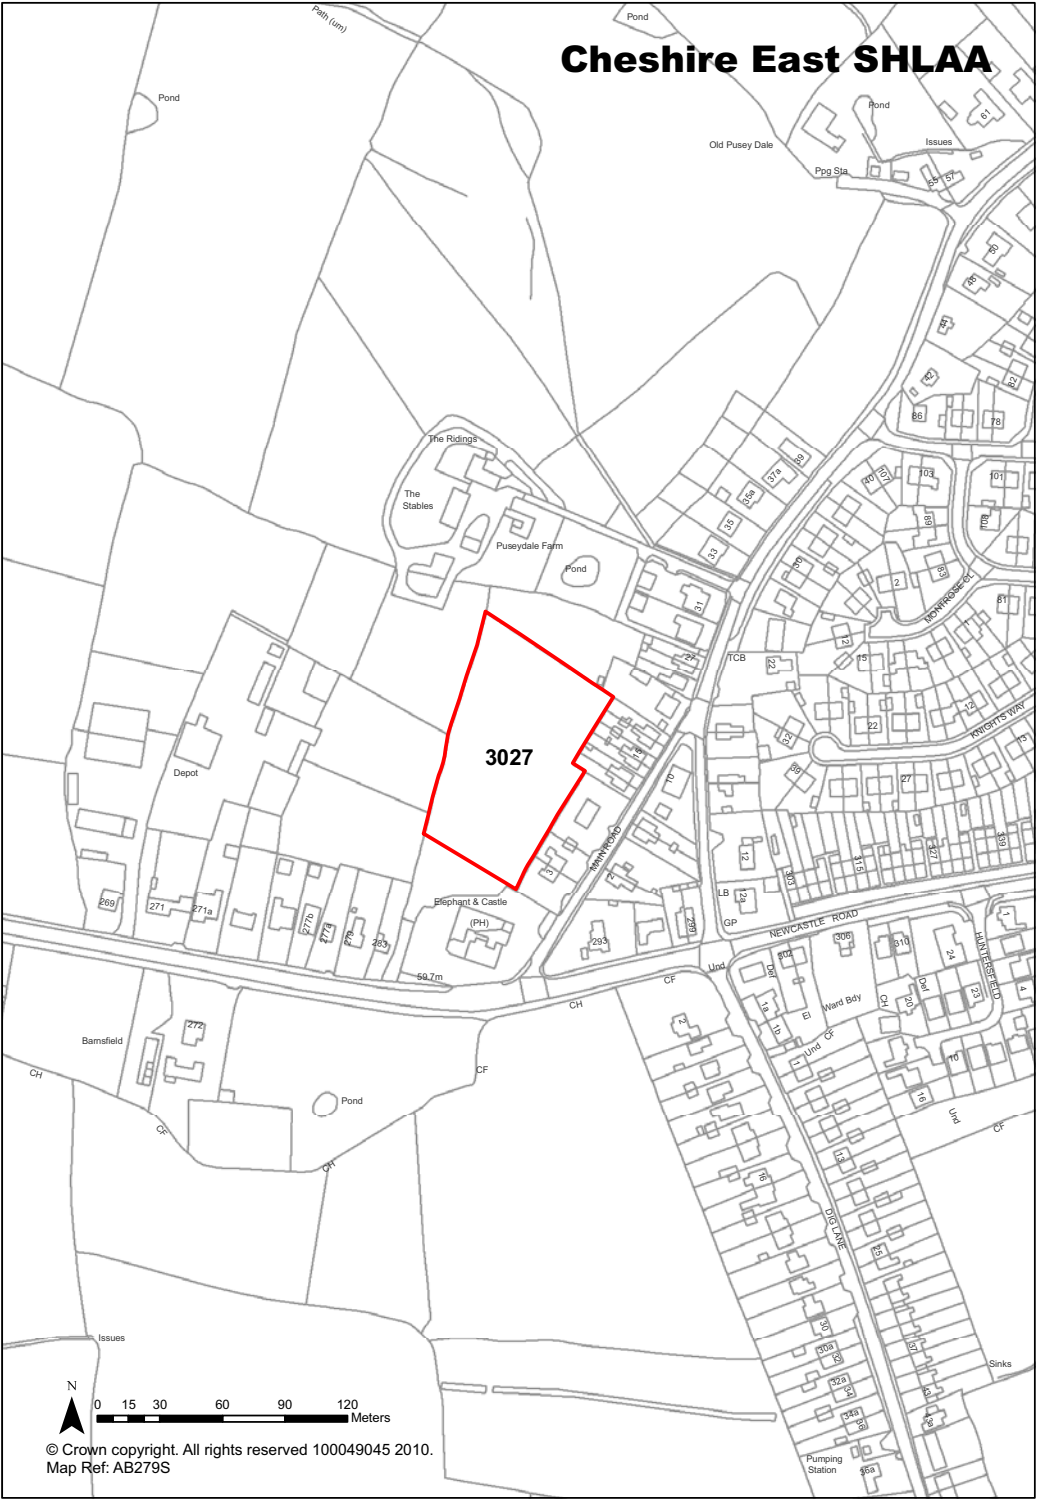 Path (um)
Pond
Cheshire East SHLAA
Pond
Pond
61
Old Pusey Dale
Issues
Ppg Sta
55
57
50
48
44
42
82
86
78
The Ridings
39
37a
40
107
103
101
The
Stables
35a
35
89
108
Puseydale Farm
33
Pond
30
2
83
MONTROSE CL
81
31
12
1
27
TCB
22
15
12
22
KNIGHTS WAY
32
13
15
3027
39
27
Depot
10
MAIN ROAD
12
315
327
339
3
2
303
LB
12a
269
271
271a
277b
277a
279
283
Elephant & Castle
(PH)
293
299
GP
NEWCASTLE ROAD
306
310
24
1
HUNTERSFIELD
302
Und
59.7m
CF
CH
Def
Def
23
4
1a
1b
El
Ward Bdy
CH
20
272
2
Und
CF
1
10
Barnsfield
CH
CF
16
Pond
CF
Und
CF
CH
13
16
DIG LANE
25
30
Issues
30a
32
37
Sinks
32a
34
43
34a
36
43a
N
0 15 30 60 90 120
Meters
© Crown copyright. All rights reserved 100049045 2010.
Map Ref: AB279S
Pumping
Station
36a